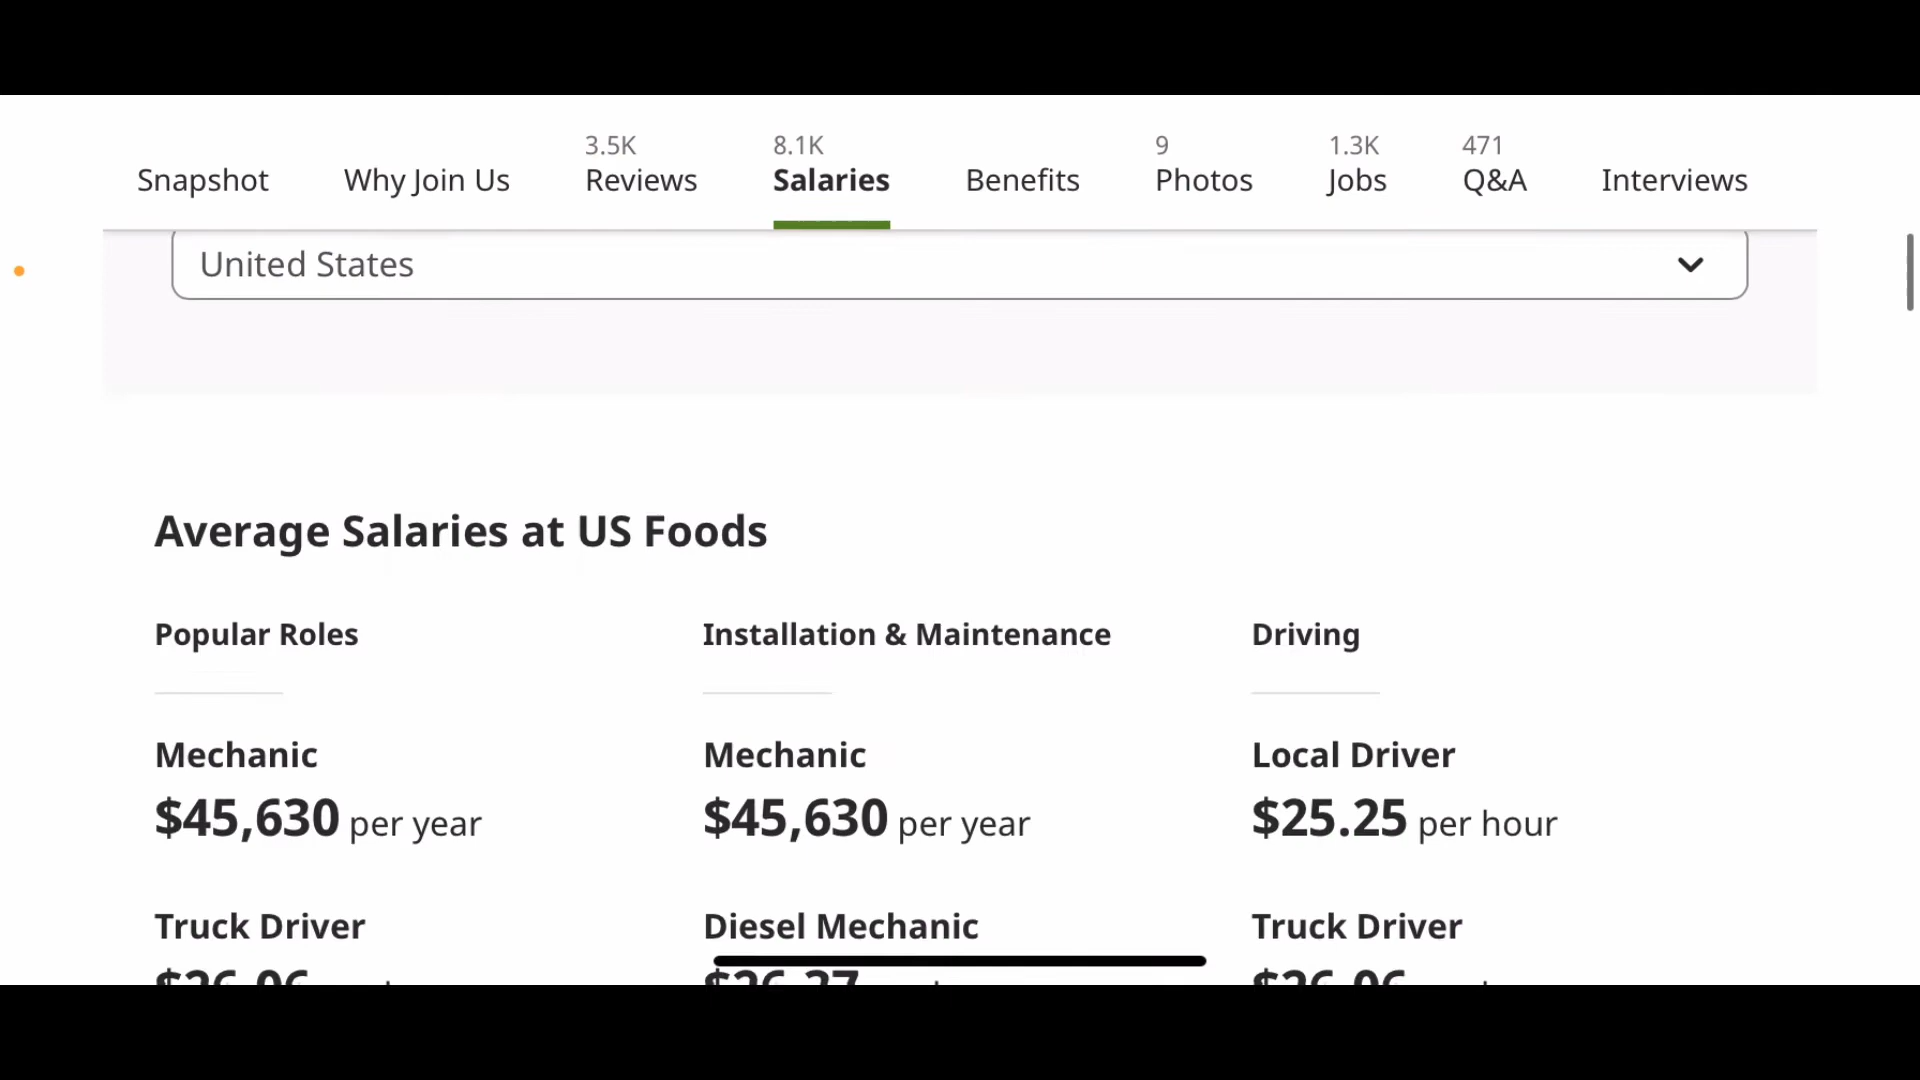 Snapshot
Why Join Us
3.5K
Reviews
8.1K
Salaries
Benefits
9
Photos
1.3K
Jobs
471
Q&A
Interviews
United States
Average Salaries at US Foods
Popular Roles
Installation & Maintenance
Driving
Mechanic
$45,630 per year
Mechanic
$45,630 per year
Local Driver
$25.25 per hour
Truck Driver
Diesel Mechanic
Truck Driver